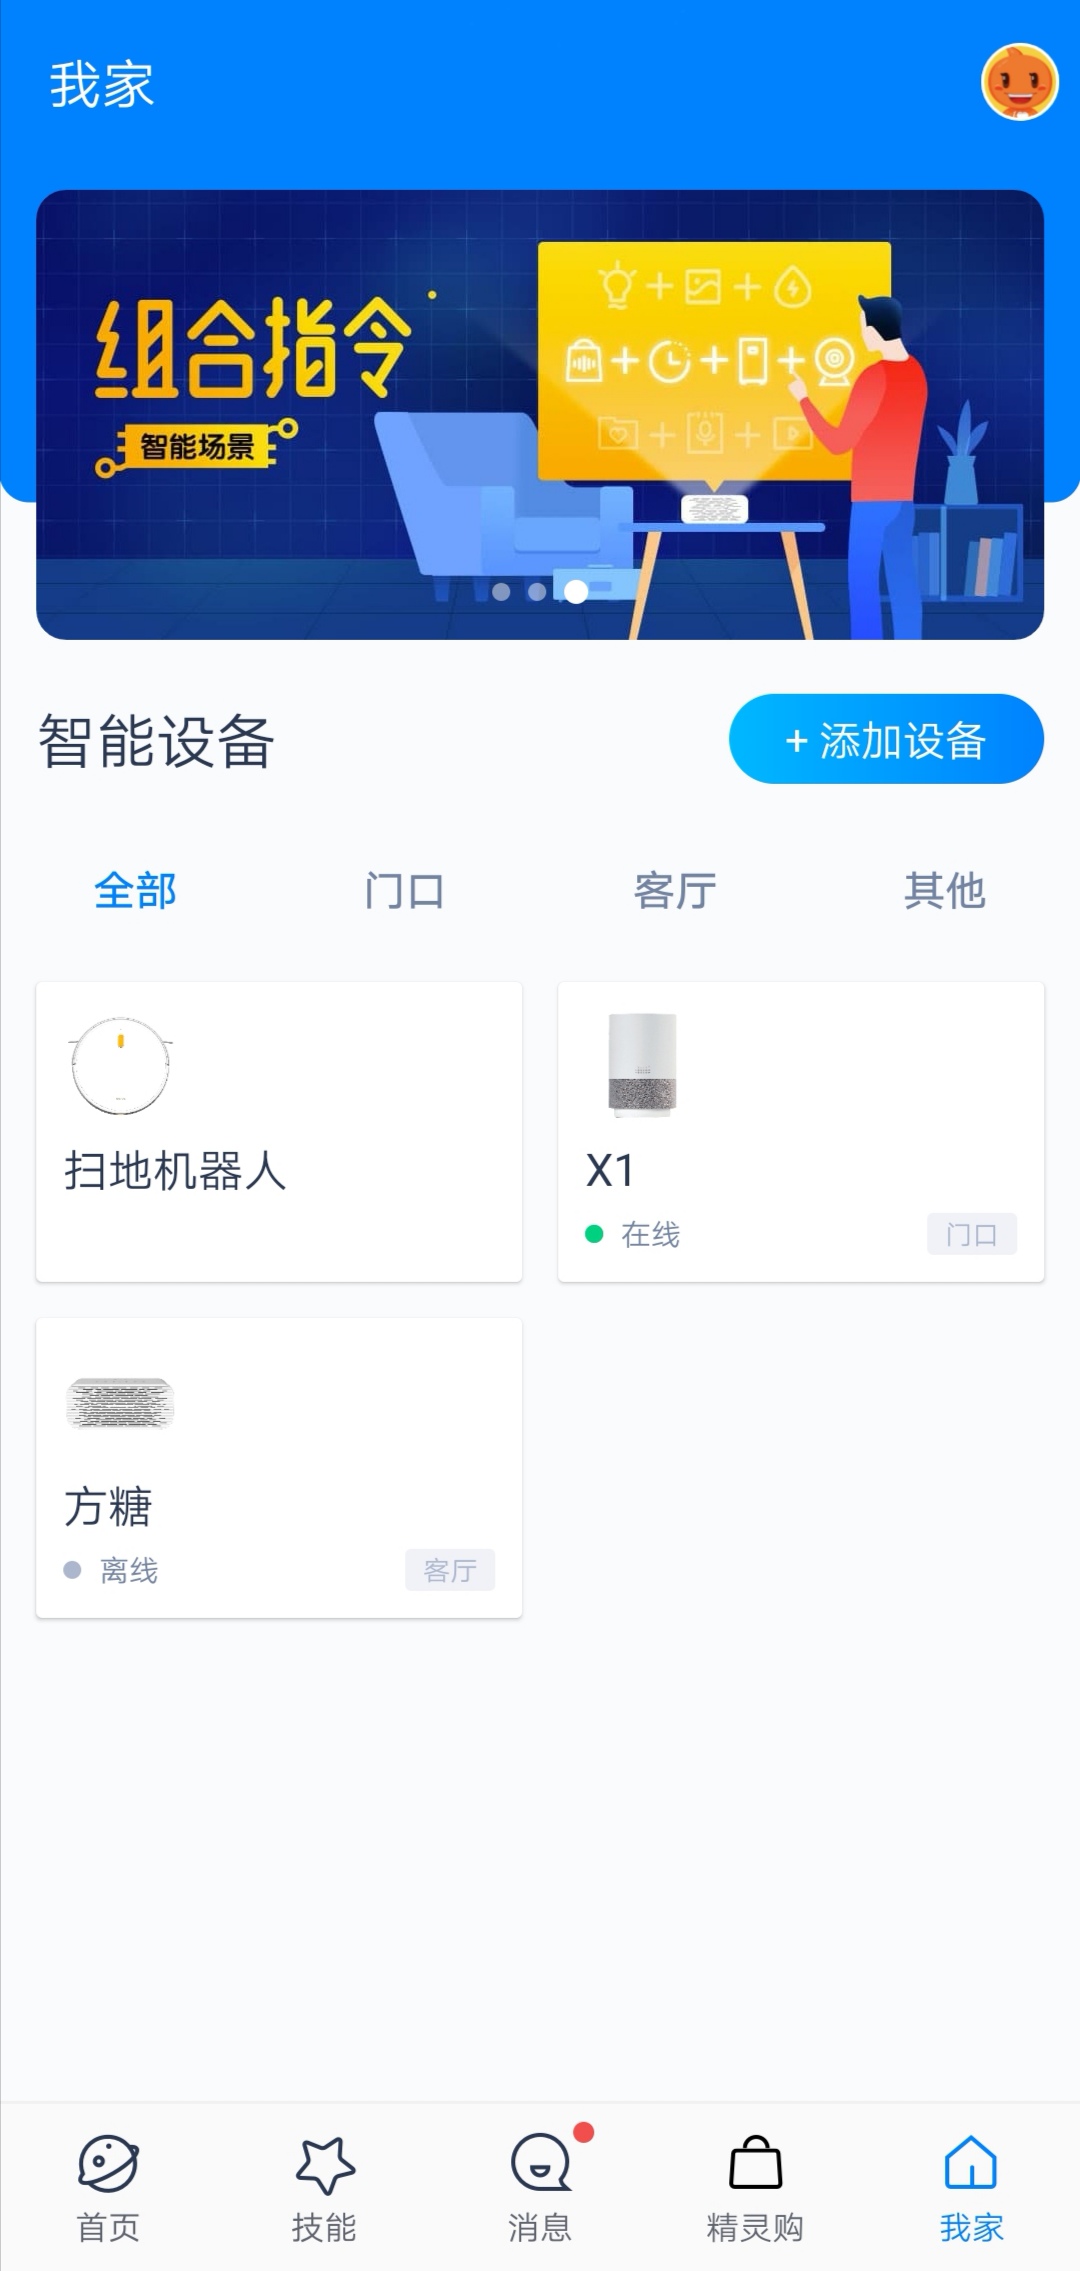 我家
组合指令
智能场景
智能设备
+ 添加设备
全部
门口
客厅
其他
扫地机器人
X1
在线
门口
方糖
离线
客厅
首页
技能
消息
精灵购
我家